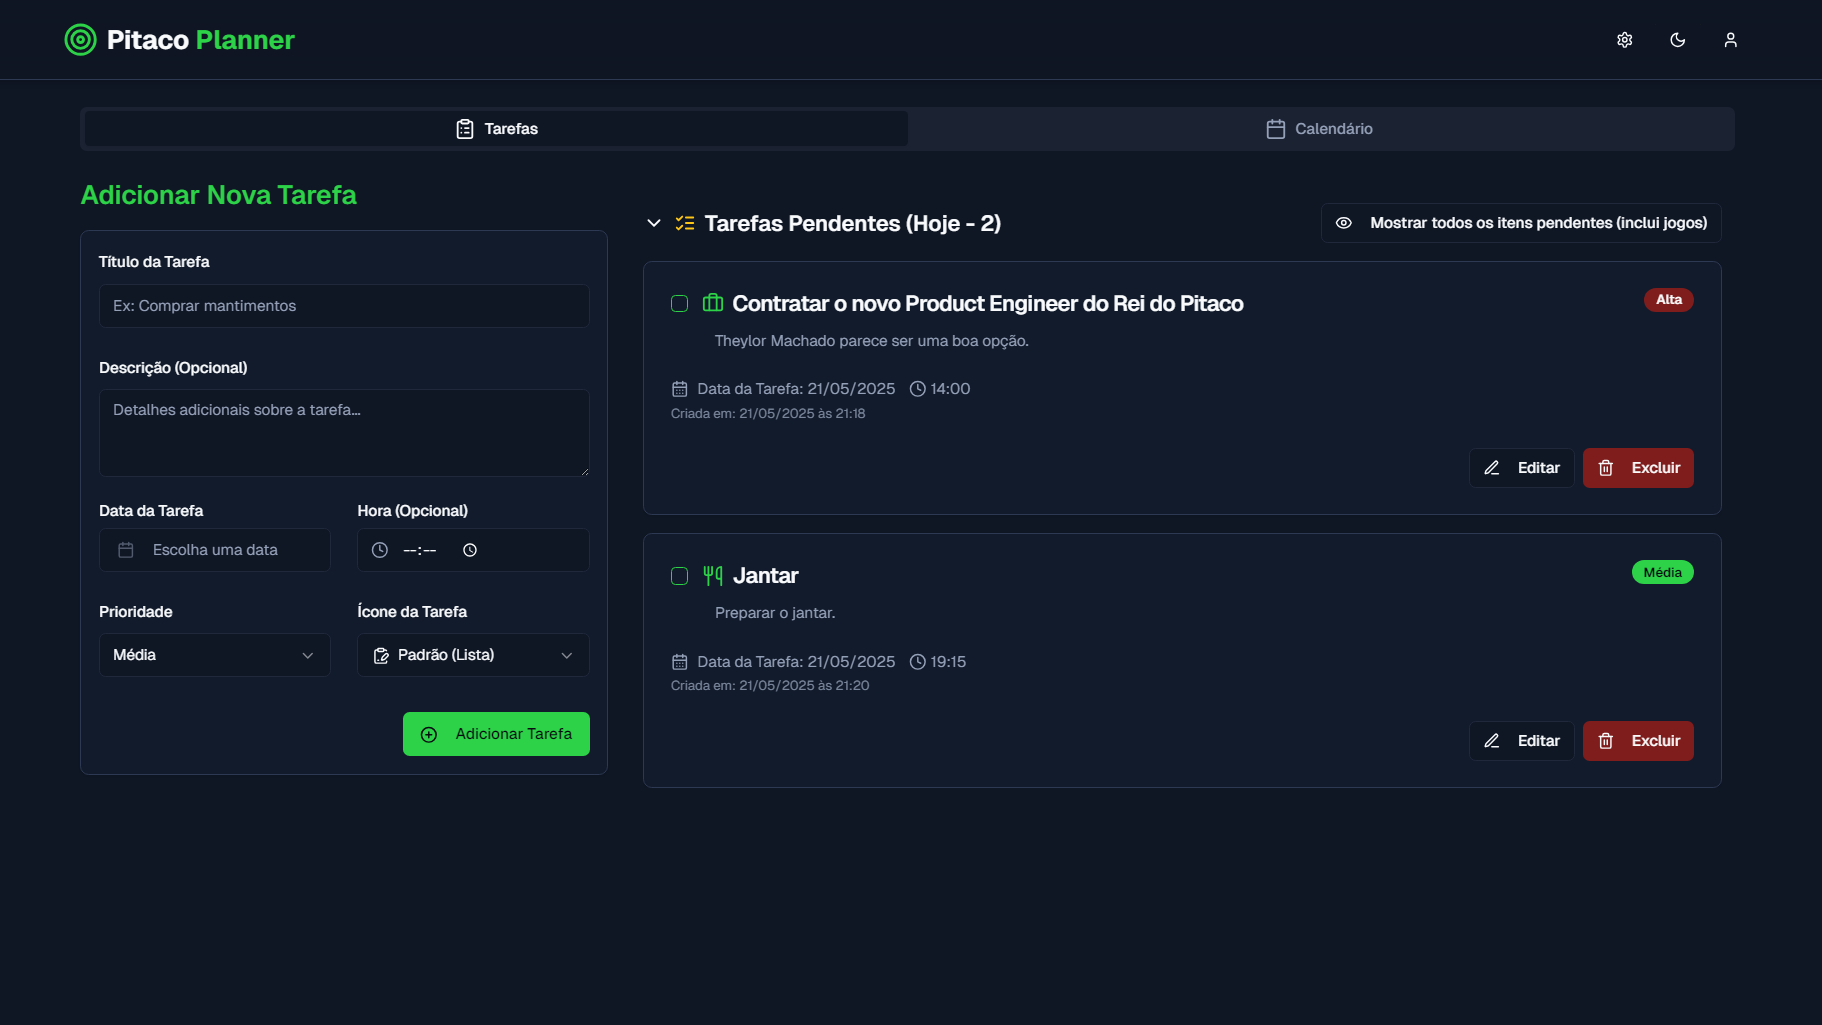 Pitaco Planner
Tarefas
Calendário
Adicionar Nova Tarefa
Título da Tarefa
Ex: Comprar mantimentos
Descrição (Opcional)
Detalhes adicionais sobre a tarefa...
Data da Tarefa
Hora (Opcional)
Escolha uma data
--:--
Prioridade
Ícone da Tarefa
Média
Padrão (Lista)
Adicionar Tarefa
Tarefas Pendentes (Hoje - 2)
Mostrar todos os itens pendentes (inclui jogos)
Contratar o novo Product Engineer do Rei do Pitaco
Alta
Theylor Machado parece ser uma boa opção.
Data da Tarefa: 21/05/2025 14:00
Criada em: 21/05/2025 às 21:18
Editar
Excluir
Jantar
Média
Preparar o jantar.
Data da Tarefa: 21/05/2025 19:15
Criada em: 21/05/2025 às 21:20
Editar
Excluir